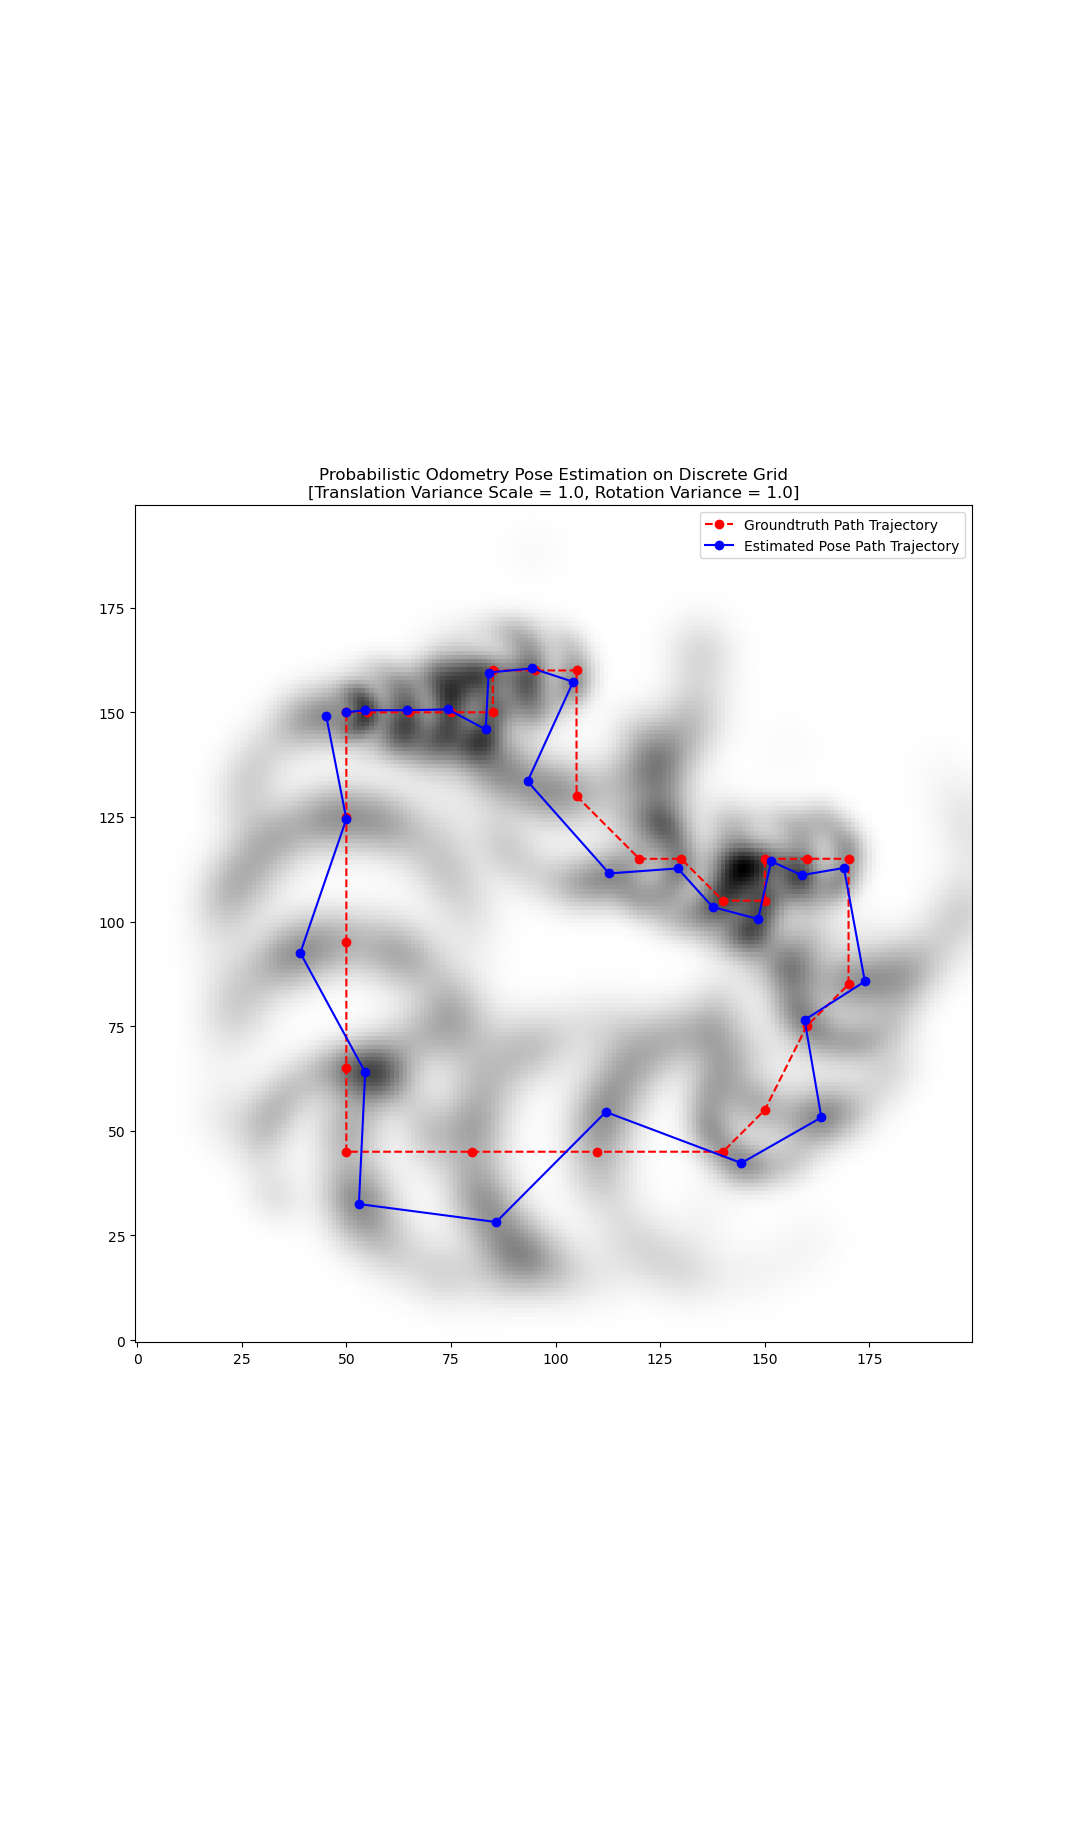 Probabilistic Odometry Pose Estimation on Discrete Grid
[Translation Variance Scale = 1.0, Rotation Variance = 1.0]
Groundtruth Path Trajectory
Estimated Pose Path Trajectory
175
150
125
100
75
50
25
0
0 25 50 75 100 125 150 175